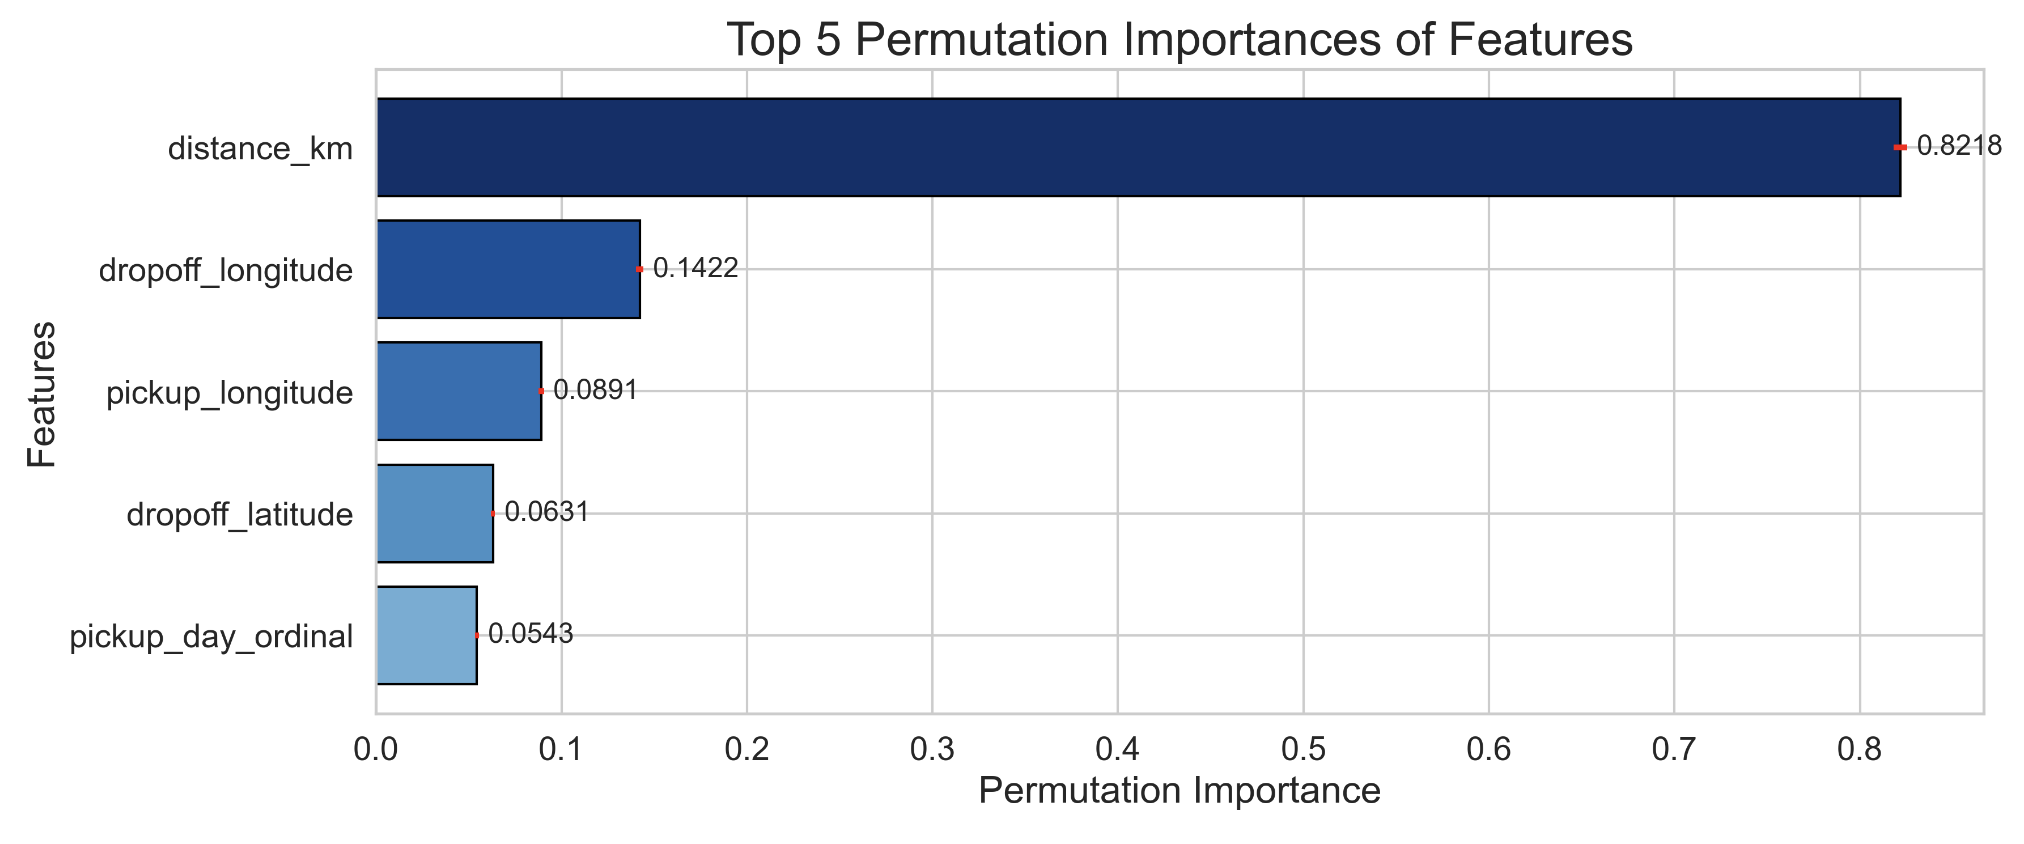 Top 5 Permutation Importances of Features
Features
distance_km
0.8218
dropoff_longitude
0.1422
pickup_longitude
0.0891
dropoff_latitude
0.0631
pickup_day_ordinal
0.0543
0.0 0.1 0.2 0.3 0.4 0.5 0.6 0.7 0.8
Permutation Importance